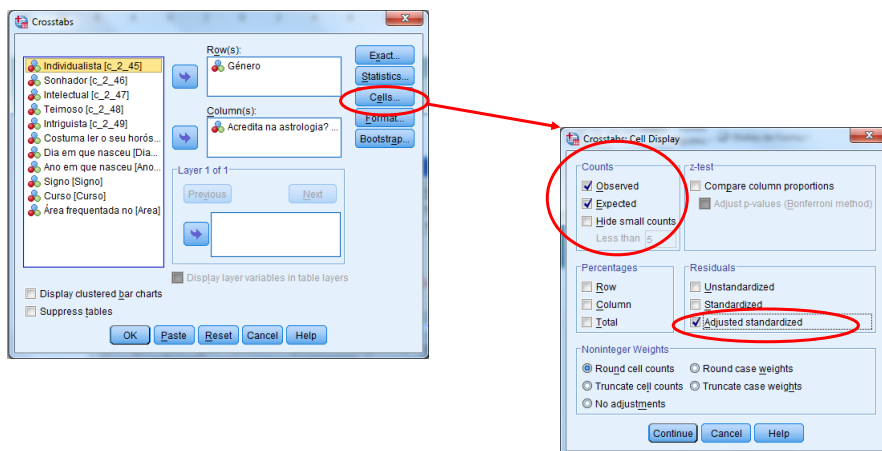 Crosstabs
Individualista [c_2_45]
Sonhador [c_2_46]
Intelectual [c_2_47]
Teimoso [c_2_48]
Intriguista [c_2_49]
Costuma ler o seu horós...
Dia em que nasceu [Dia...
Ano em que nasceu [Ano...
Signo [Signo]
Curso [Curso]
Área frequentada no [Area]
Row(s):
Género
Column(s):
Acredita na astrologia? ...
Layer 1 of 1
Previous
Next
Display layer variables in table layers
Exact...
Statistics...
Cells...
Format...
Bootstrap...
Display clustered bar charts
Suppress tables
OK Paste Reset Cancel Help
Crosstabs: Cell Display
Counts
Observed
Expected
Hide small counts
Less than 5
z-test
Compare column proportions
Adjust p-values (Bonferroni method)
Percentages
Row
Column
Total
Residuals
Unstandardized
Standardized
Adjusted standardized
Noninteger Weights
Round cell counts Round case weights
Truncate cell counts Truncate case weights
No adjustments
Continue Cancel Help